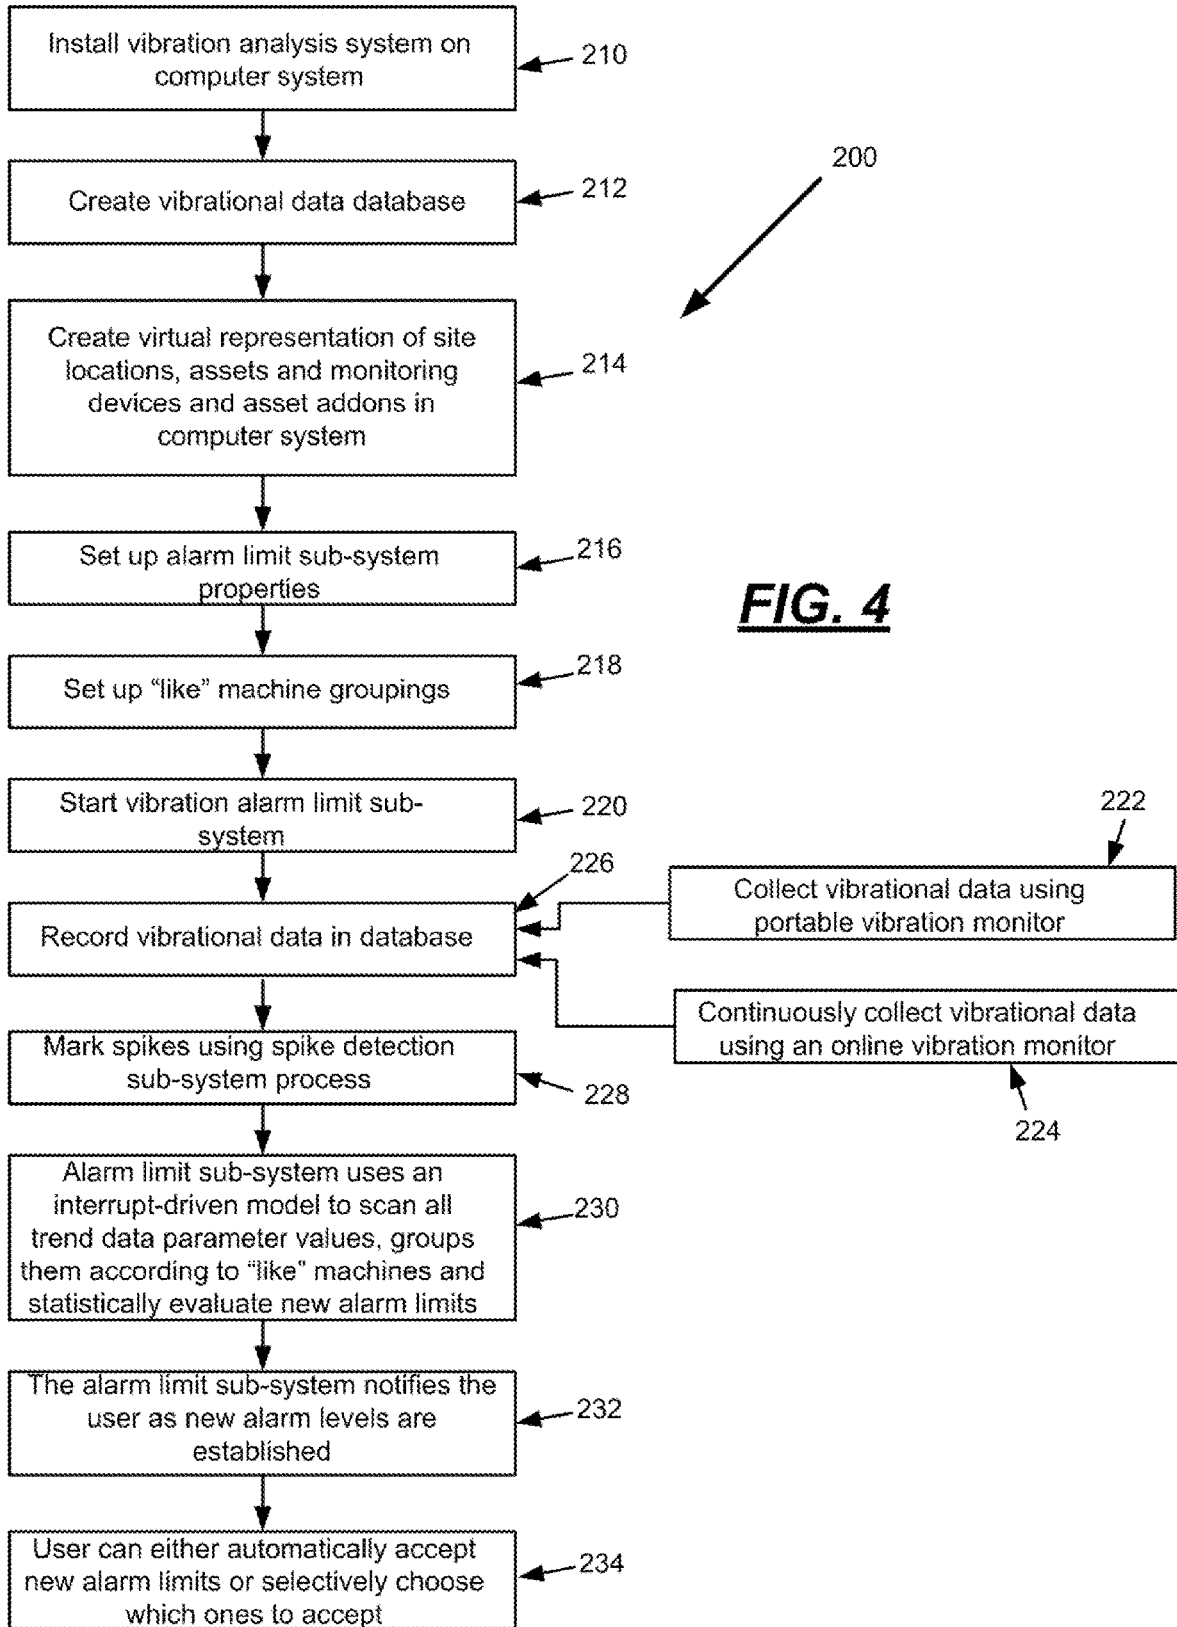 Install vibration analysis system on
computer system
210
Create vibrational data database
212
200
Create virtual representation of site
locations, assets and monitoring
devices and asset addons in
computer system
214
Set up alarm limit sub-system
properties
216
FIG. 4
Set up “like” machine groupings
218
Start vibration alarm limit sub-
system
220
222
226
Record vibrational data in database
Collect vibrational data using
portable vibration monitor
Continuously collect vibrational data
using an online vibration monitor
224
Mark spikes using spike detection
sub-system process
228
Alarm limit sub-system uses an
interrupt-driven model to scan all
trend data parameter values, groups
them according to “like” machines and
statistically evaluate new alarm limits
230
The alarm limit sub-system notifies the
user as new alarm levels are
established
232
User can either automatically accept
new alarm limits or selectively choose
which ones to accept
234